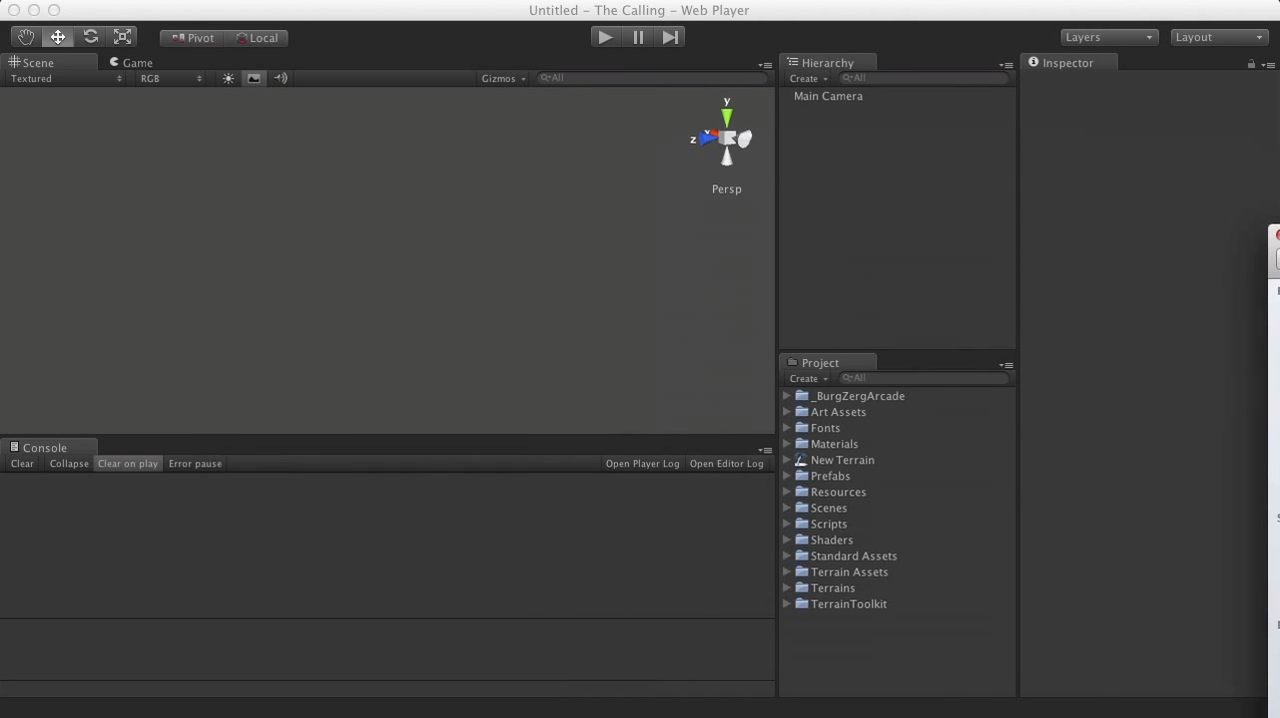 Untitled – The Calling – Web Player
Pivot Local Layers Layout
Scene Game
Textured RGB Gizmos All
y
z
Persp
Hierarchy
Create All
Main Camera
Inspector
Project
Create All
_BurgZergArcade
Art Assets
Fonts
Materials
New Terrain
Prefabs
Resources
Scenes
Scripts
Shaders
Standard Assets
Terrain Assets
Terrains
TerrainToolkit
Console
Clear Collapse Clear on play Error pause Open Player Log Open Editor Log